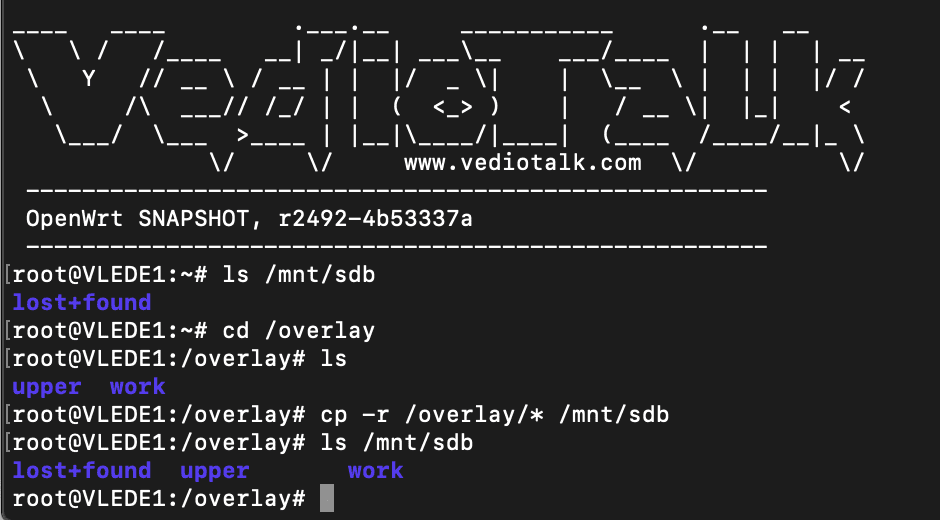 VedioTalk
www.vediotalk.com
-----------------------------------------------------
OpenWrt SNAPSHOT, r2492-4b53337a
-----------------------------------------------------
[root@VLEDE1:~# ls /mnt/sdb
lost+found
[root@VLEDE1:~# cd /overlay
[root@VLEDE1:/overlay# ls
upper  work
[root@VLEDE1:/overlay# cp -r /overlay/* /mnt/sdb
[root@VLEDE1:/overlay# ls /mnt/sdb
lost+found  upper       work
root@VLEDE1:/overlay#